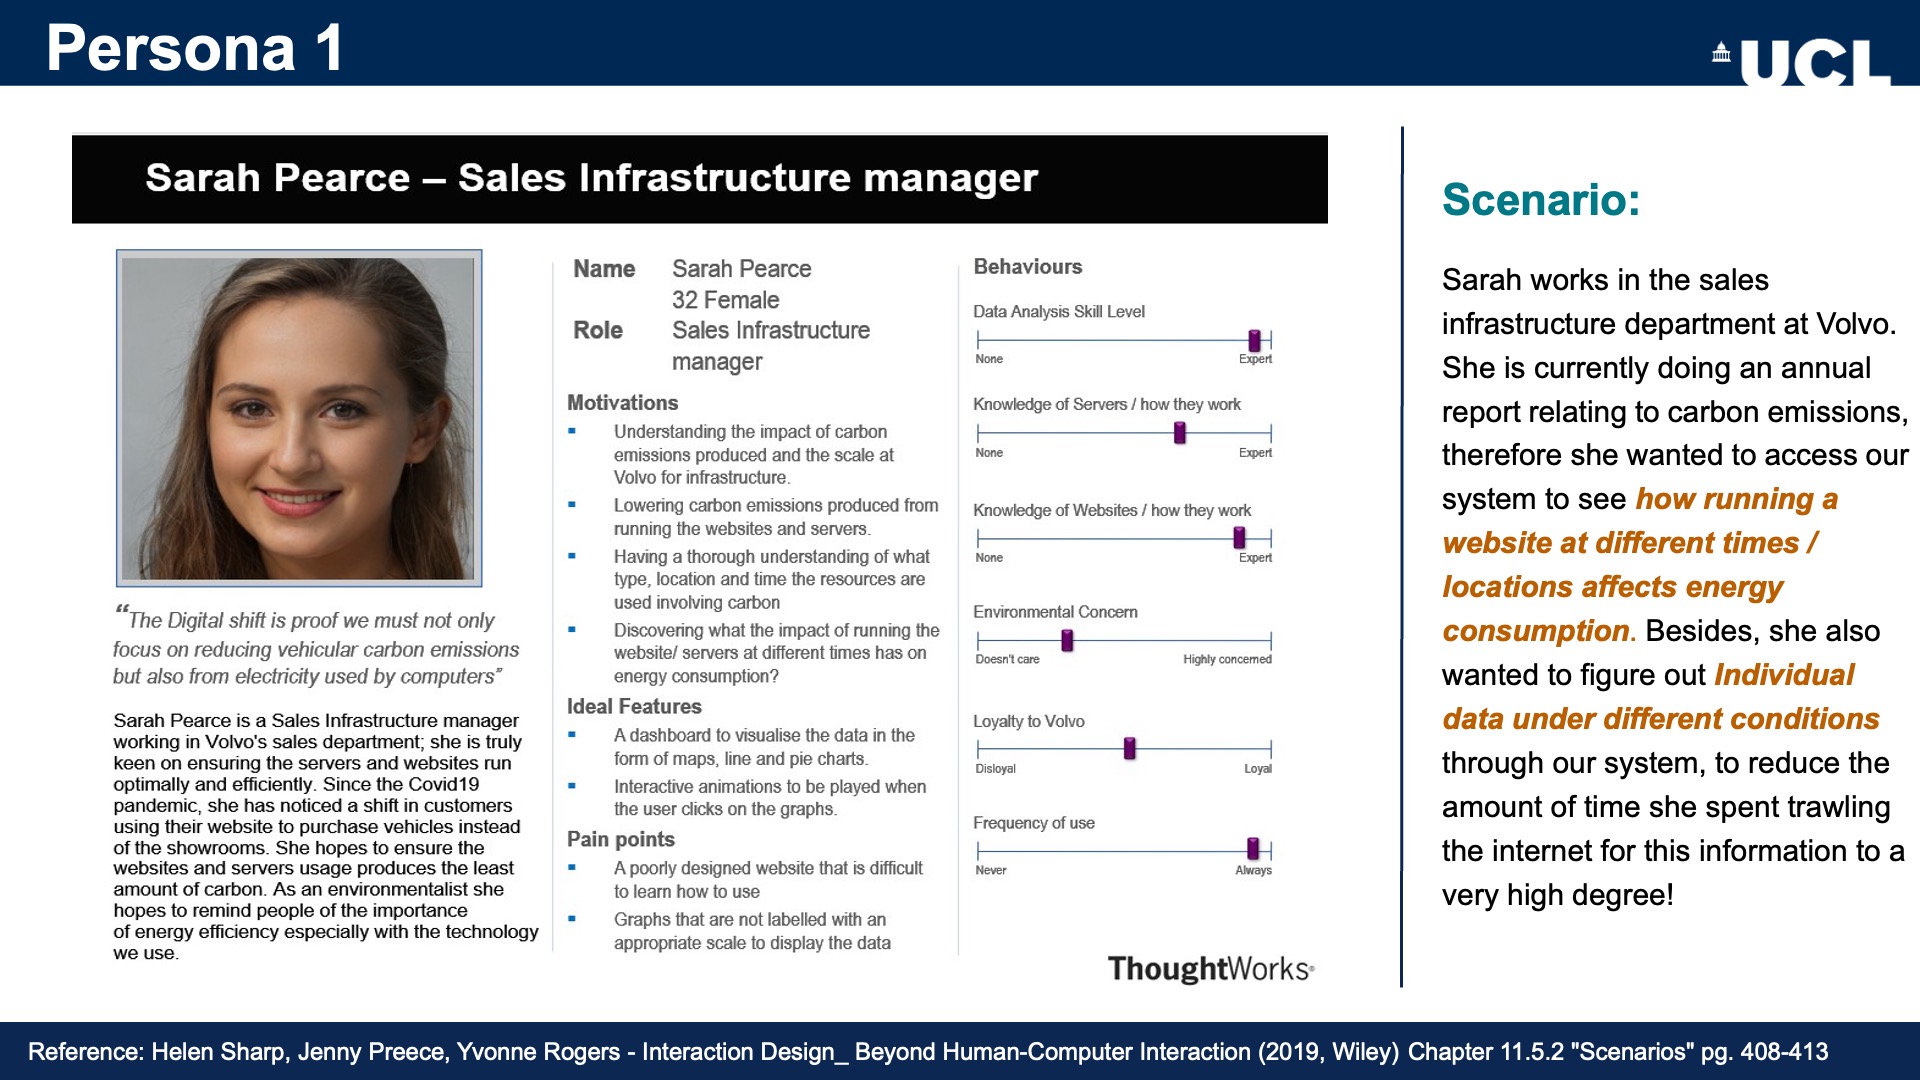 Persona 1
UCL
Sarah Pearce – Sales Infrastructure manager
“The Digital shift is proof we must not only
focus on reducing vehicular carbon emissions
but also from electricity used by computers”
Sarah Pearce is a Sales Infrastructure manager
working in Volvo's sales department; she is truly
keen on ensuring the servers and websites run
optimally and efficiently. Since the Covid19
pandemic, she has noticed a shift in customers
using their website to purchase vehicles instead
of the showrooms. She hopes to ensure the
websites and servers usage produces the least
amount of carbon. As an environmentalist she
hopes to remind people of the importance
of energy efficiency especially with the technology
we use.
Name Sarah Pearce
32 Female
Role Sales Infrastructure
manager
Motivations
Understanding the impact of carbon
emissions produced and the scale at
Volvo for infrastructure.
Lowering carbon emissions produced from
running the websites and servers.
Having a thorough understanding of what
type, location and time the resources are
used involving carbon
Discovering what the impact of running the
website/ servers at different times has on
energy consumption?
Ideal Features
A dashboard to visualise the data in the
form of maps, line and pie charts.
Interactive animations to be played when
the user clicks on the graphs.
Pain points
A poorly designed website that is difficult
to learn how to use
Graphs that are not labelled with an
appropriate scale to display the data
Behaviours
Data Analysis Skill Level
None Expert
Knowledge of Servers / how they work
None Expert
Knowledge of Websites / how they work
None Expert
Environmental Concern
Doesn't care Highly concerned
Loyalty to Volvo
Disloyal Loyal
Frequency of use
Never Always
ThoughtWorks®
Scenario:
Sarah works in the sales
infrastructure department at Volvo.
She is currently doing an annual
report relating to carbon emissions,
therefore she wanted to access our
system to see how running a
website at different times /
locations affects energy
consumption. Besides, she also
wanted to figure out Individual
data under different conditions
through our system, to reduce the
amount of time she spent trawling
the internet for this information to a
very high degree!
Reference: Helen Sharp, Jenny Preece, Yvonne Rogers - Interaction Design_ Beyond Human-Computer Interaction (2019, Wiley) Chapter 11.5.2 "Scenarios" pg. 408-413